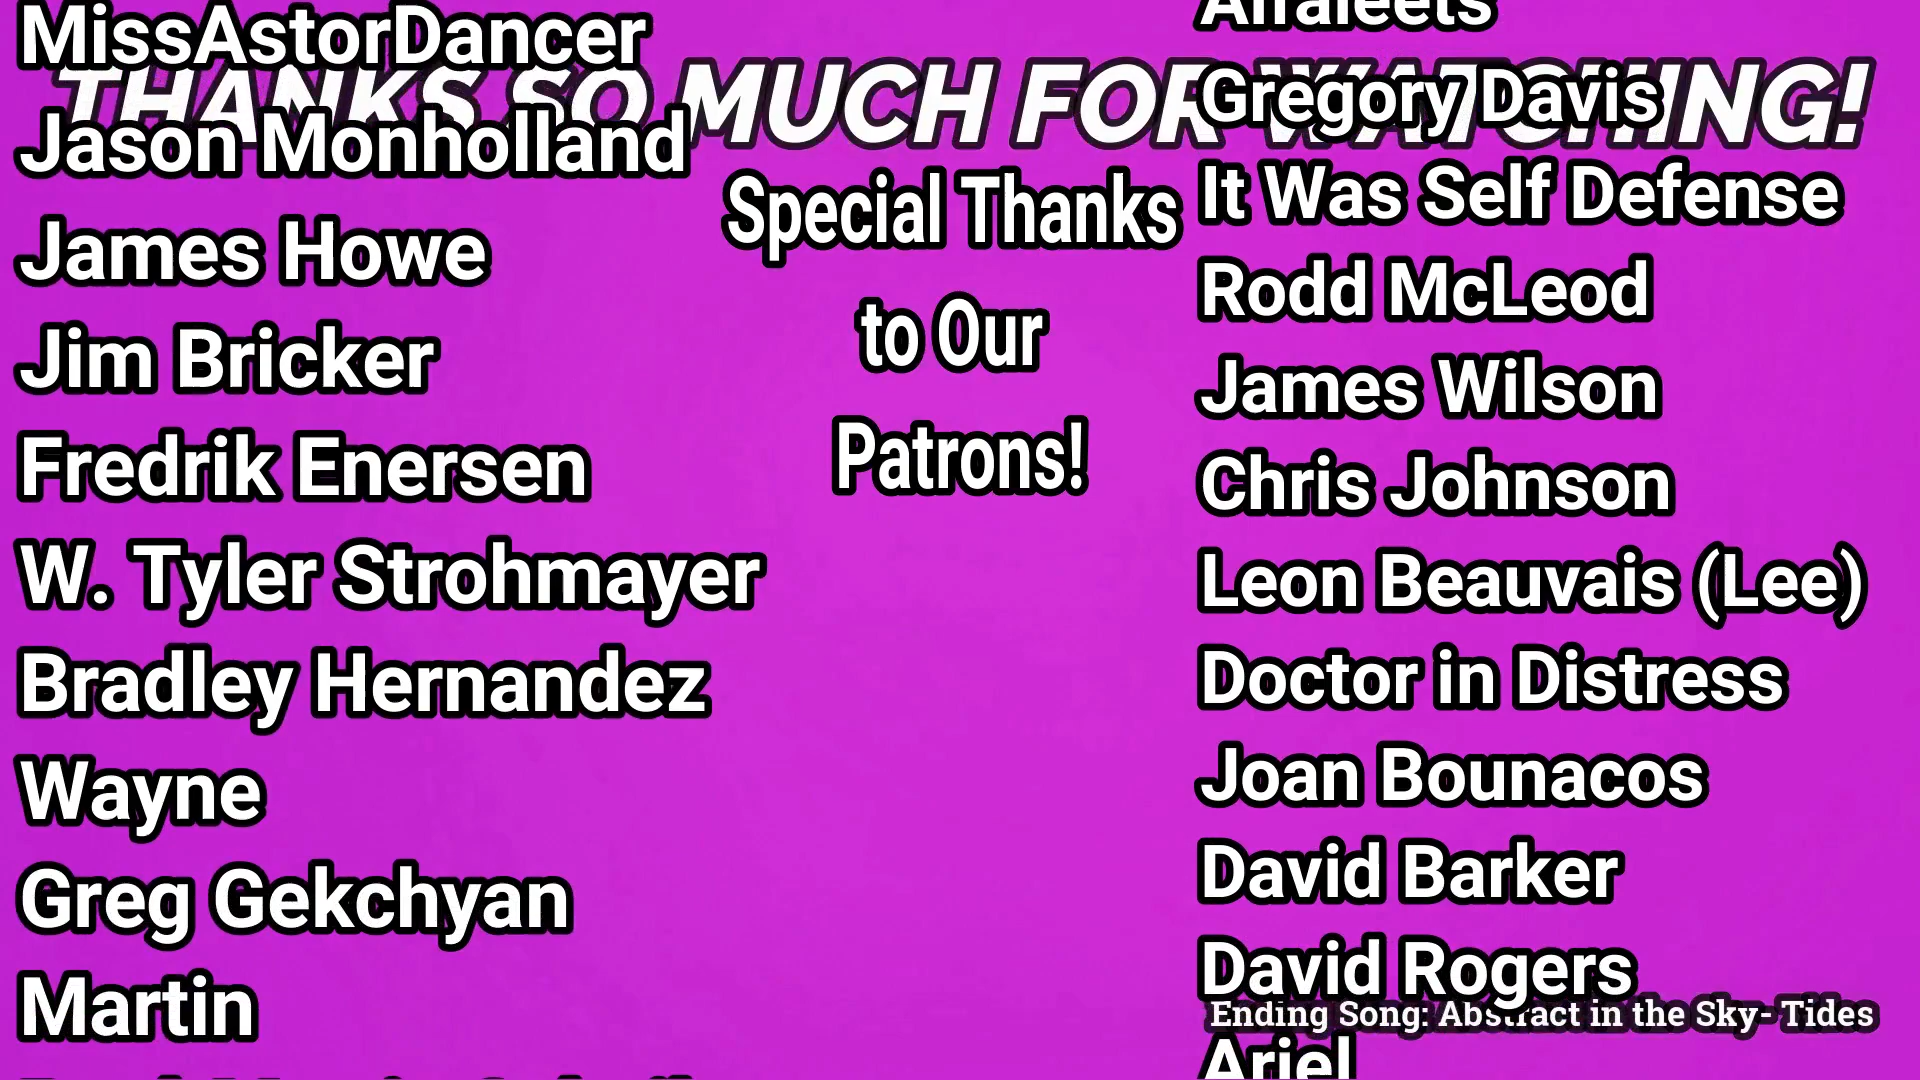 MissAstorDancer
THANKS SO MUCH FOR WATCHING!
Jason Monholland
James Howe
Jim Bricker
Fredrik Enersen
W. Tyler Strohmayer
Bradley Hernandez
Wayne
Greg Gekchyan
Martin
Special Thanks
to Our
Patrons!
Gregory Davis
It Was Self Defense
Rodd McLeod
James Wilson
Chris Johnson
Leon Beauvais (Lee)
Doctor in Distress
Joan Bounacos
David Barker
David Rogers
Ending Song: Abstract in the Sky- Tides
Ariel